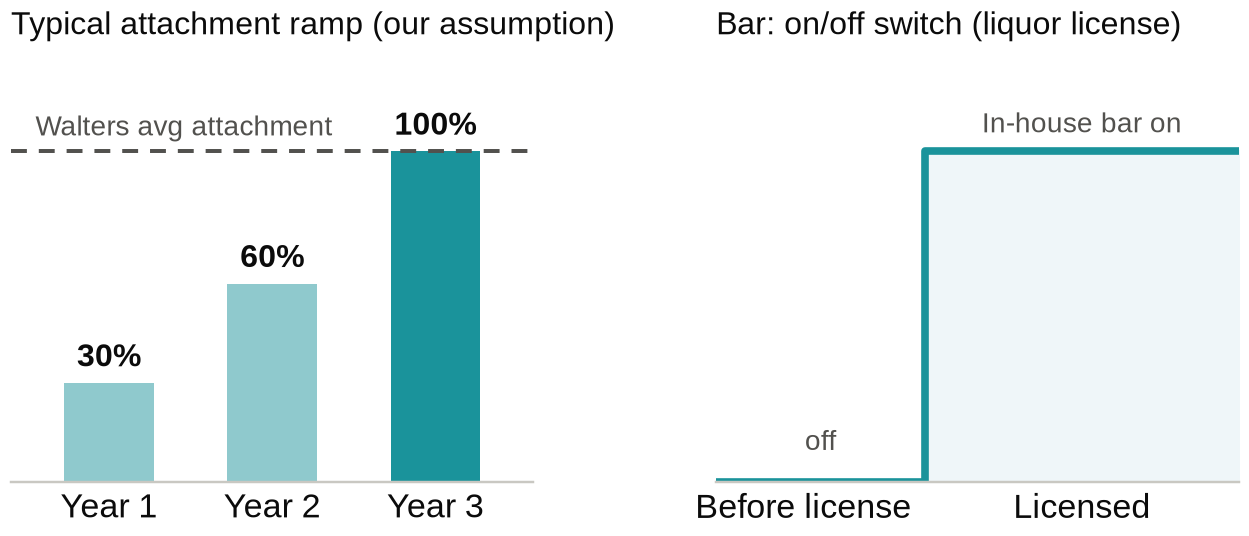 Typical attachment ramp (our assumption)
Walters avg attachment
100%
60%
30%
Year 1
Year 2
Year 3
Bar: on/off switch (liquor license)
In-house bar on
off
Before license
Licensed